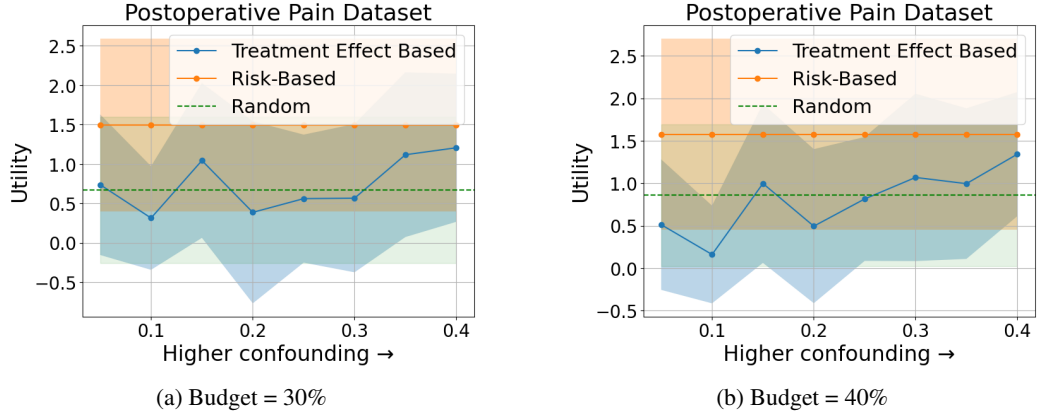 Postoperative Pain Dataset
Treatment Effect Based
Risk-Based
Random
2.5
2.0
1.5
1.0
0.5
0.0
−0.5
Utility
0.1
0.2
0.3
0.4
Higher confounding →
(a) Budget = 30%
Postoperative Pain Dataset
Treatment Effect Based
Risk-Based
Random
2.5
2.0
1.5
1.0
0.5
0.0
−0.5
Utility
0.1
0.2
0.3
0.4
Higher confounding →
(b) Budget = 40%